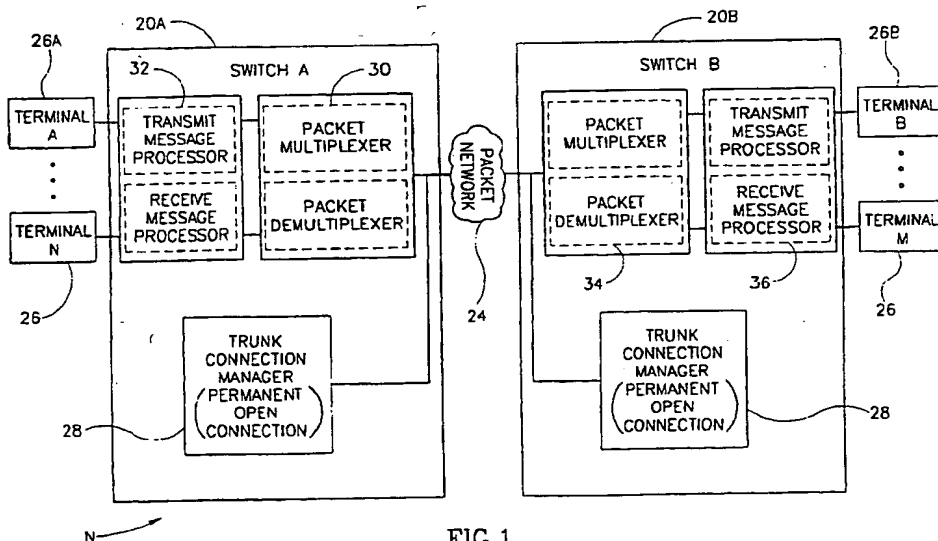 20A
20B
26A
32
30
SWITCH A
SWITCH B
26B
TERMINAL
A
TRANSMIT
MESSAGE
PROCESSOR
PACKET
MULTIPLEXER
PACKET
NETWORK
PACKET
MULTIPLEXER
TRANSMIT
MESSAGE
PROCESSOR
TERMINAL
B
TERMINAL
N
RECEIVE
MESSAGE
PROCESSOR
PACKET
DEMULTIPLEXER
PACKET
DEMULTIPLEXER
RECEIVE
MESSAGE
PROCESSOR
TERMINAL
M
26
24
34
36
26
TRUNK
CONNECTION
MANAGER
(PERMANENT
OPEN
CONNECTION)
28
TRUNK
CONNECTION
MANAGER
(PERMANENT
OPEN
CONNECTION)
28
N
FIG. 1